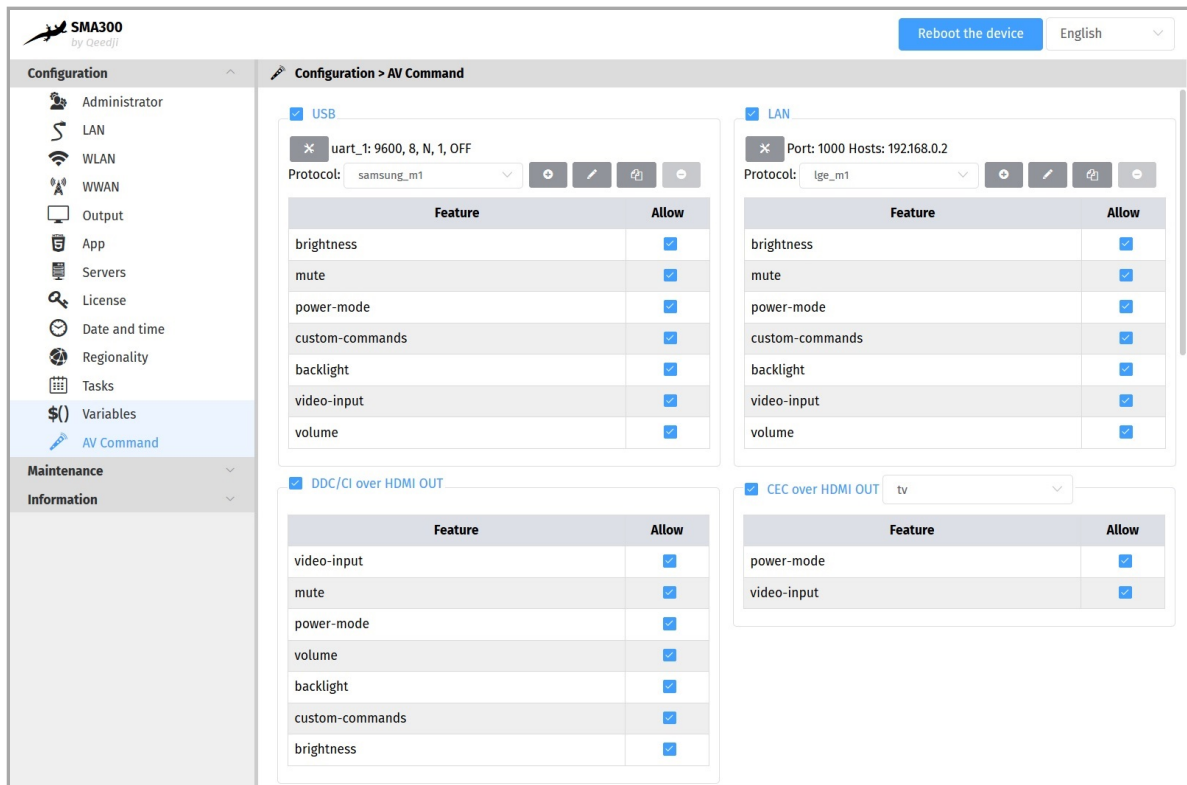 SMA300
by Qeedji
Reboot the device
English
Configuration
Administrator
LAN
WLAN
WWAN
Output
App
Servers
License
Date and time
Regionality
Tasks
$() Variables
AV Command
Maintenance
Information
Configuration > AV Command
USB
uart_1: 9600, 8, N, 1, OFF
Protocol: samsung_m1
Feature Allow
brightness
mute
power-mode
custom-commands
backlight
video-input
volume
LAN
Port: 1000 Hosts: 192.168.0.2
Protocol: lge_m1
Feature Allow
brightness
mute
power-mode
custom-commands
backlight
video-input
volume
DDC/CI over HDMI OUT
Feature Allow
video-input
mute
power-mode
volume
backlight
custom-commands
brightness
CEC over HDMI OUT tv
Feature Allow
power-mode
video-input